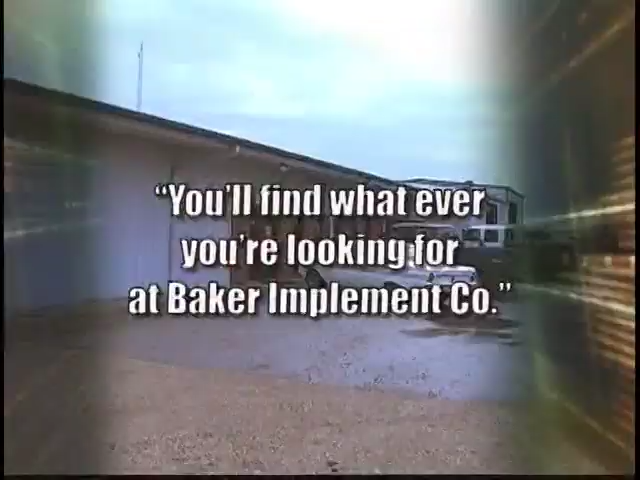 “You'll find what ever
you're looking for
at Baker Implement Co.”